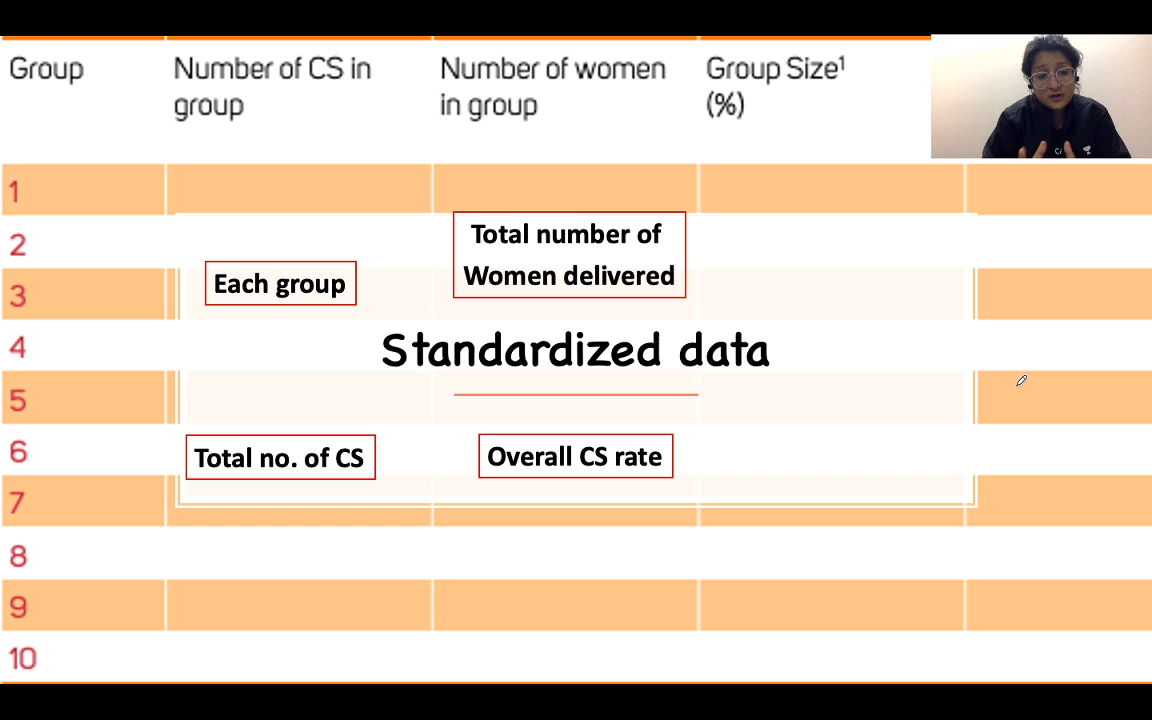 Group
Number of CS in
group
Number of women
in group
Group Size¹
(%)
1
2
3
4
5
6
7
8
9
10
Total number of
Women delivered
Each group
Standardized data
Total no. of CS
Overall CS rate